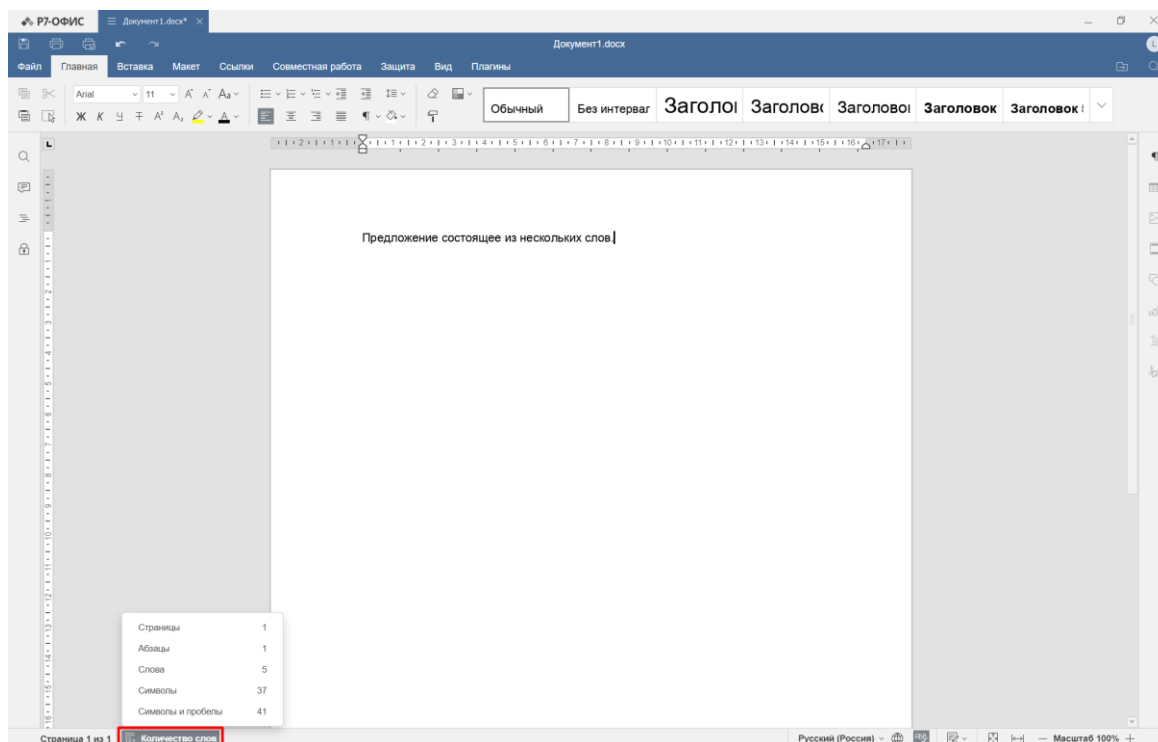 Р7-ОФИС Документ1.docx* ×
Документ1.docx
L
Файл Главная Вставка Макет Ссылки Совместная работа Защита Вид Плагины
Arial 11 Aa
Ж К Ч A
Обычный Без интервал Заголо Заголово Заголовок Заголовок Заголовок
Предложение состоящее из нескольких слов.
Страницы 1
Абзацы 1
Слова 5
Символы 37
Символы и пробелы 41
Страница 1 из 1 Количество слов Русский (Россия) Масштаб 100%